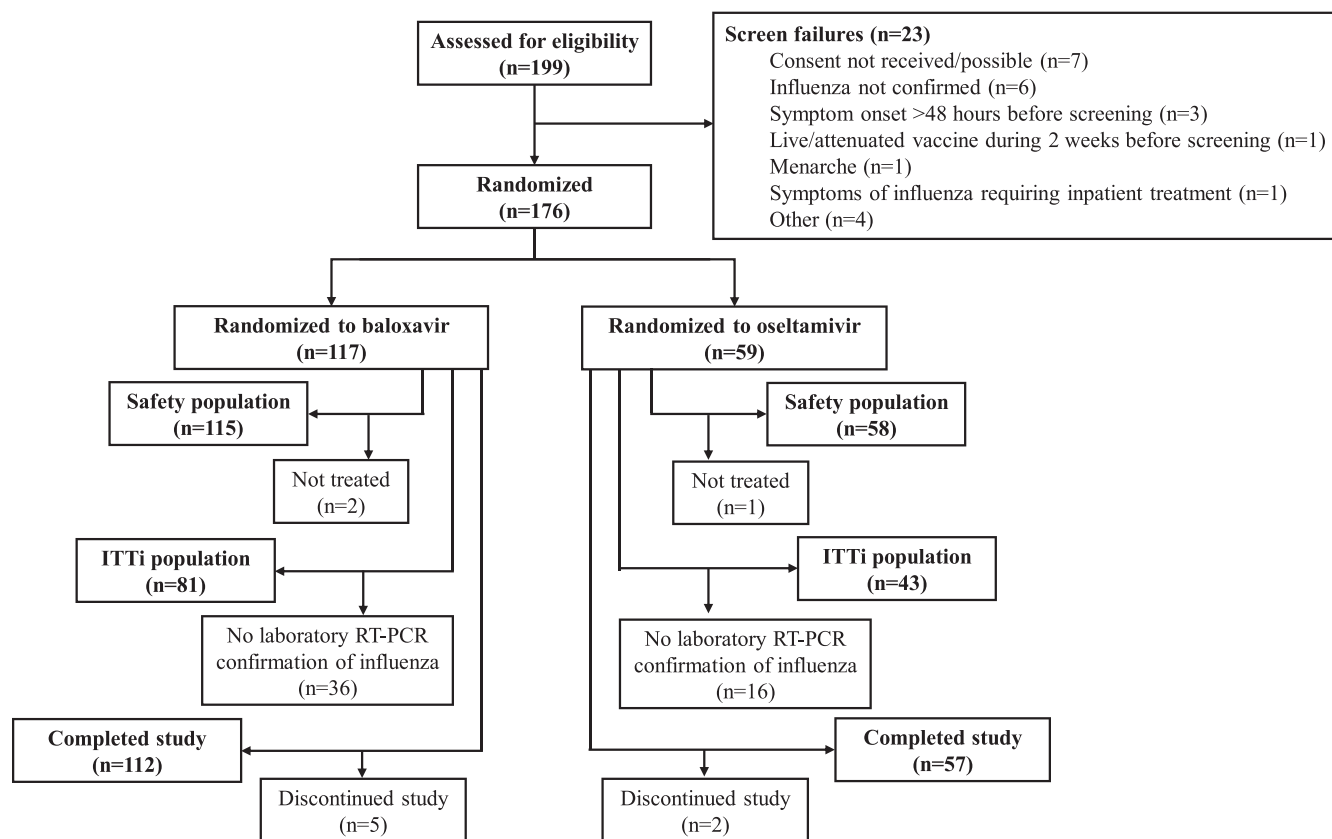 Assessed for eligibility
(n=199)
Screen failures (n=23)
Consent not received/possible (n=7)
Influenza not confirmed (n=6)
Symptom onset >48 hours before screening (n=3)
Live/attenuated vaccine during 2 weeks before screening (n=1)
Menarche (n=1)
Symptoms of influenza requiring inpatient treatment (n=1)
Other (n=4)
Randomized
(n=176)
Randomized to baloxavir
(n=117)
Randomized to oseltamivir
(n=59)
Safety population
(n=115)
Safety population
(n=58)
Not treated
(n=2)
Not treated
(n=1)
ITTi population
(n=81)
ITTi population
(n=43)
No laboratory RT-PCR
confirmation of influenza
(n=36)
No laboratory RT-PCR
confirmation of influenza
(n=16)
Completed study
(n=112)
Completed study
(n=57)
Discontinued study
(n=5)
Discontinued study
(n=2)